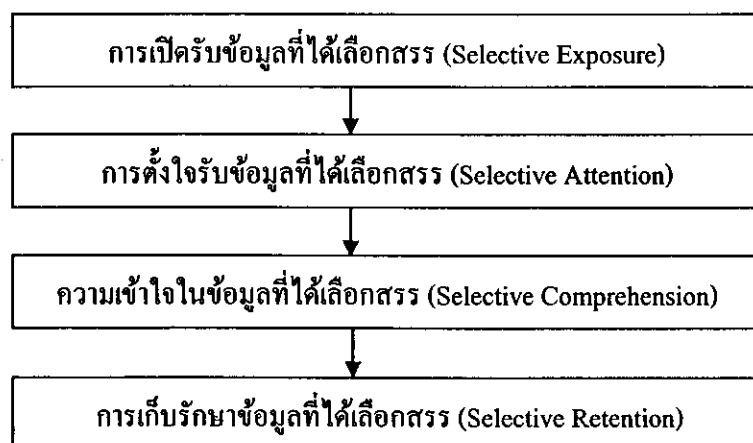 การเปิดรับข้อมูลที่ได้เลือกสรร (Selective Exposure)
การตั้งใจรับข้อมูลที่ได้เลือกสรร (Selective Attention)
ความเข้าใจในข้อมูลที่ได้เลือกสรร (Selective Comprehension)
การเก็บรักษาข้อมูลที่ได้เลือกสรร (Selective Retention)